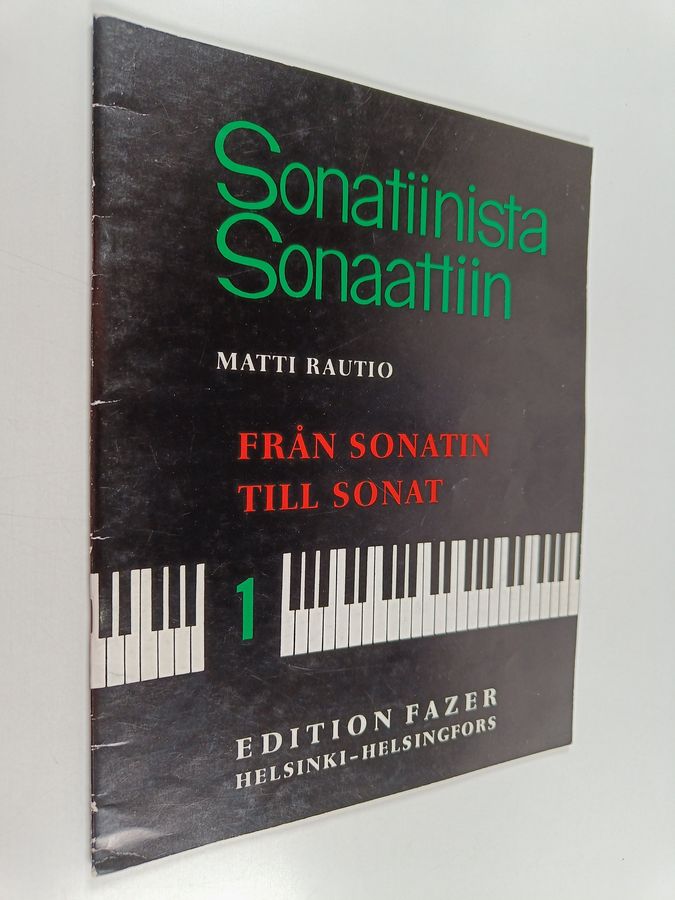 Sonatiinista
Sonaattiin
MATTI RAUTIO
FRÅN SONATIN
TILL SONAT
1
EDITION FAZER
HELSINKI–HELSINGFORS